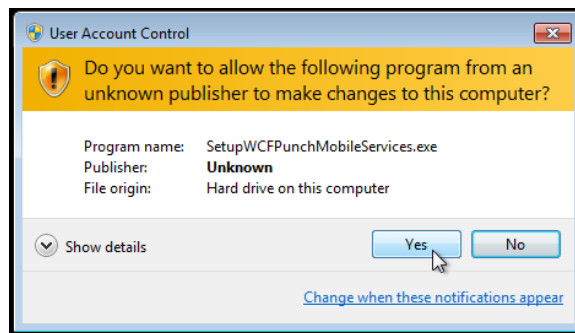 User Account Control
Do you want to allow the following program from an
unknown publisher to make changes to this computer?
Program name: SetupWCFPunchMobileServices.exe
Publisher: Unknown
File origin: Hard drive on this computer
Show details
Yes No
Change when these notifications appear